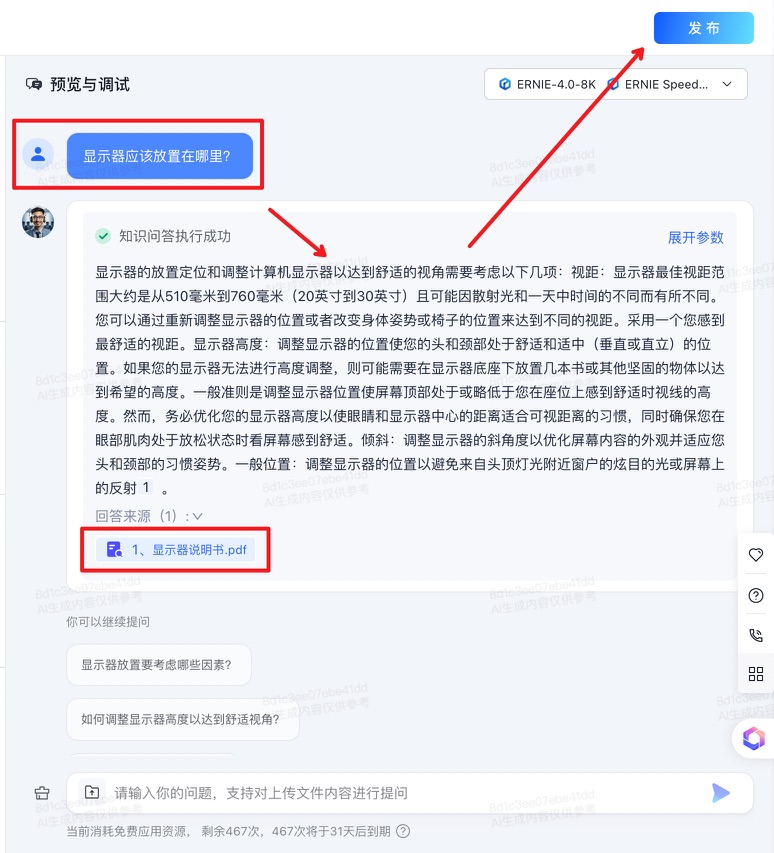 发 布
预览与调试
ERNIE-4.0-8K ERNIE Speed...
显示器应该放置在哪里?
知识问答执行成功
展开参数
显示器的放置定位和调整计算机显示器以达到舒适的视角需要考虑以下几项：视距：显示器最佳视距范
围大约是从510毫米到760毫米（20英寸到30英寸）且可能因散射光和一天中时间的不同而有所不同。
您可以通过重新调整显示器的位置或者改变身体姿势或椅子的位置来达到不同的视距。采用一个您感到
最舒适的视距。显示器高度：调整显示器的位置使您的头和颈部处于舒适和适中（垂直或直立）的位
置。如果您的显示器无法进行高度调整，则可能需要在显示器底座下放置几本书或其他坚固的物体以达
到希望的高度。一般准则是调整显示器位置使屏幕顶部处于或略低于您在座位上感到舒适时视线的高
度。然而，务必优化您的显示器高度以使眼睛和显示器中心的距离适合可视距离的习惯，同时确保您在
眼部肌肉处于放松状态时看屏幕感到舒适。倾斜：调整显示器的斜角度以优化屏幕内容的外观并适应您
头和颈部的习惯姿势。一般位置：调整显示器的位置以避免来自头顶灯光附近窗户的炫目的光或屏幕上
的反射 1 。
回答来源（1）:
1、显示器说明书.pdf
你可以继续提问
显示器放置要考虑哪些因素?
如何调整显示器高度以达到舒适视角?
请输入你的问题，支持对上传文件内容进行提问
当前消耗免费应用资源， 剩余467次，467次将于31天后到期
8d1c3ee07ebe41dd
AI生成内容仅供参考